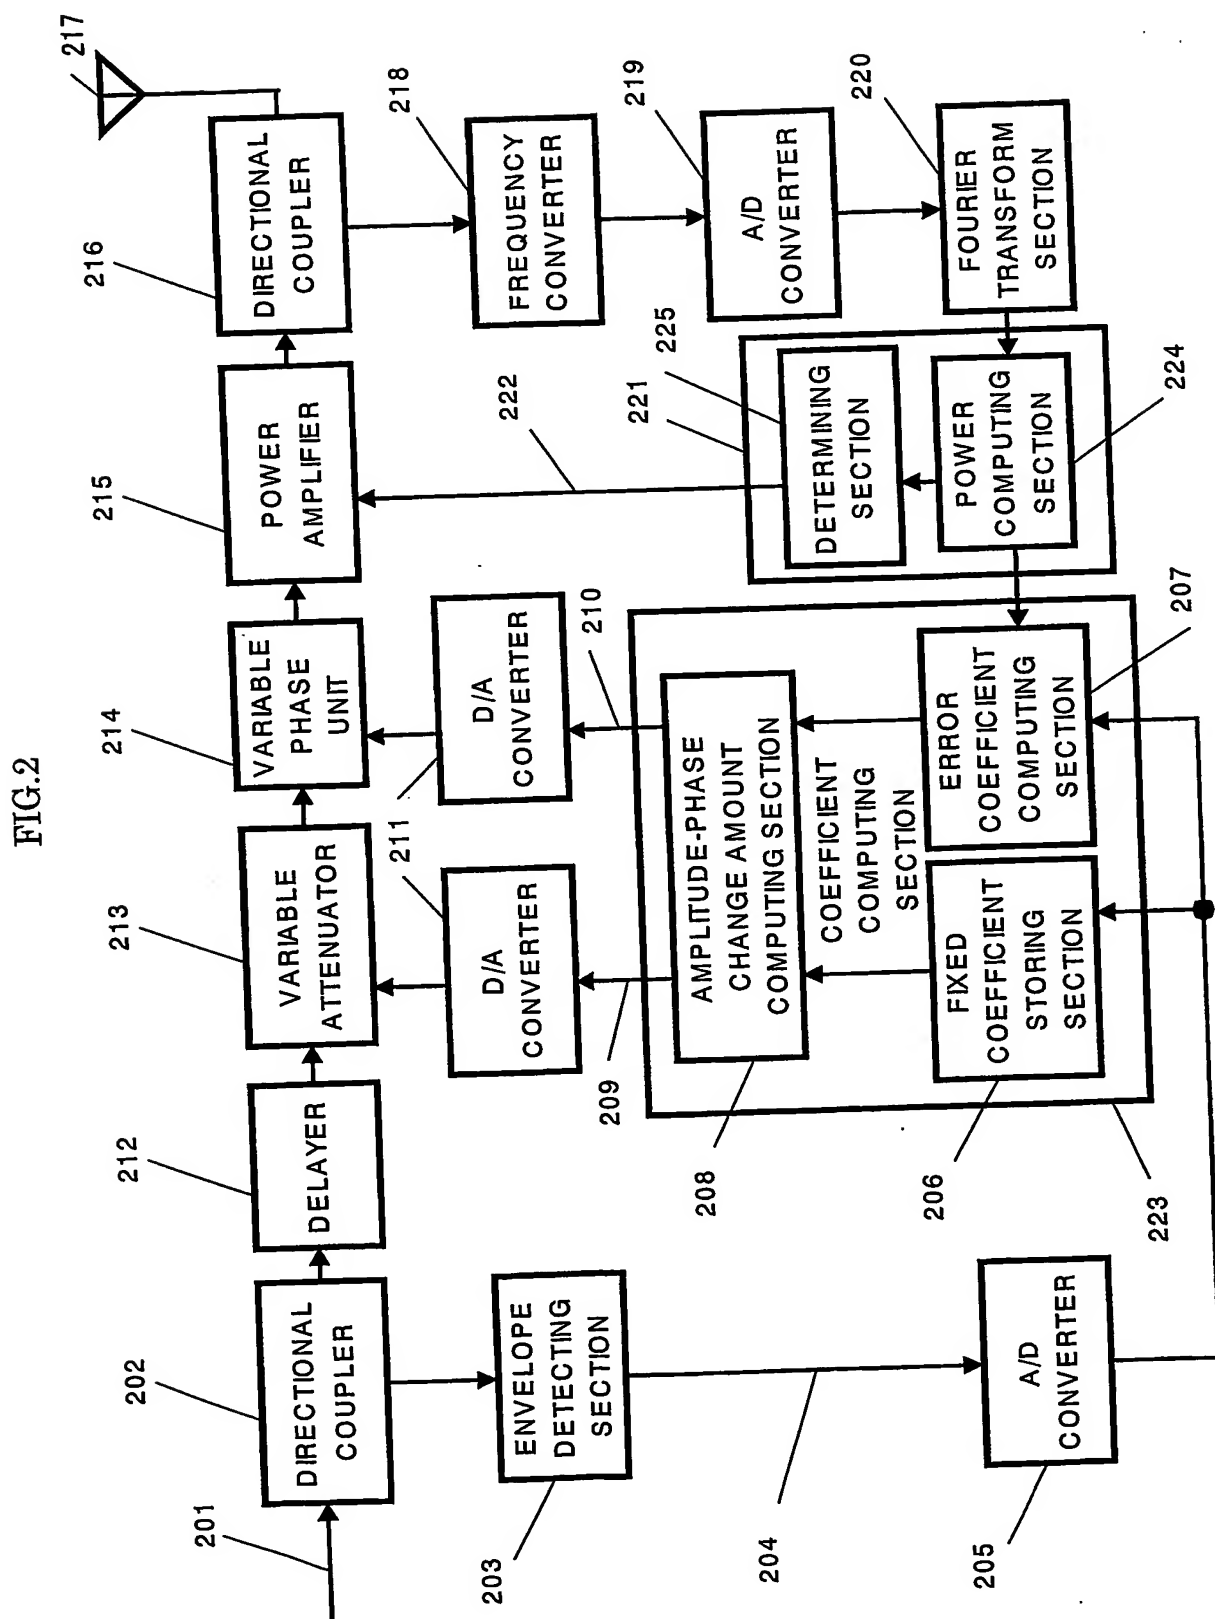 FIG.2
201
202
DIRECTIONAL
COUPLER
212
DELAYER
213
VARIABLE
ATTENUATOR
214
VARIABLE
PHASE
UNIT
215
POWER
AMPLIFIER
216
DIRECTIONAL
COUPLER
217
203
ENVELOPE
DETECTING
SECTION
D/A
CONVERTER
211
D/A
CONVERTER
222
218
FREQUENCY
CONVERTER
204
209
210
221
225
219
A/D
CONVERTER
208
AMPLITUDE-PHASE
CHANGE AMOUNT
COMPUTING SECTION
DETERMINING
SECTION
COEFFICIENT
COMPUTING
SECTION
220
205
A/D
CONVERTER
206
FIXED
COEFFICIENT
STORING
SECTION
ERROR
COEFFICIENT
COMPUTING
SECTION
POWER
COMPUTING
SECTION
FOURIER
TRANSFORM
SECTION
223
207
224